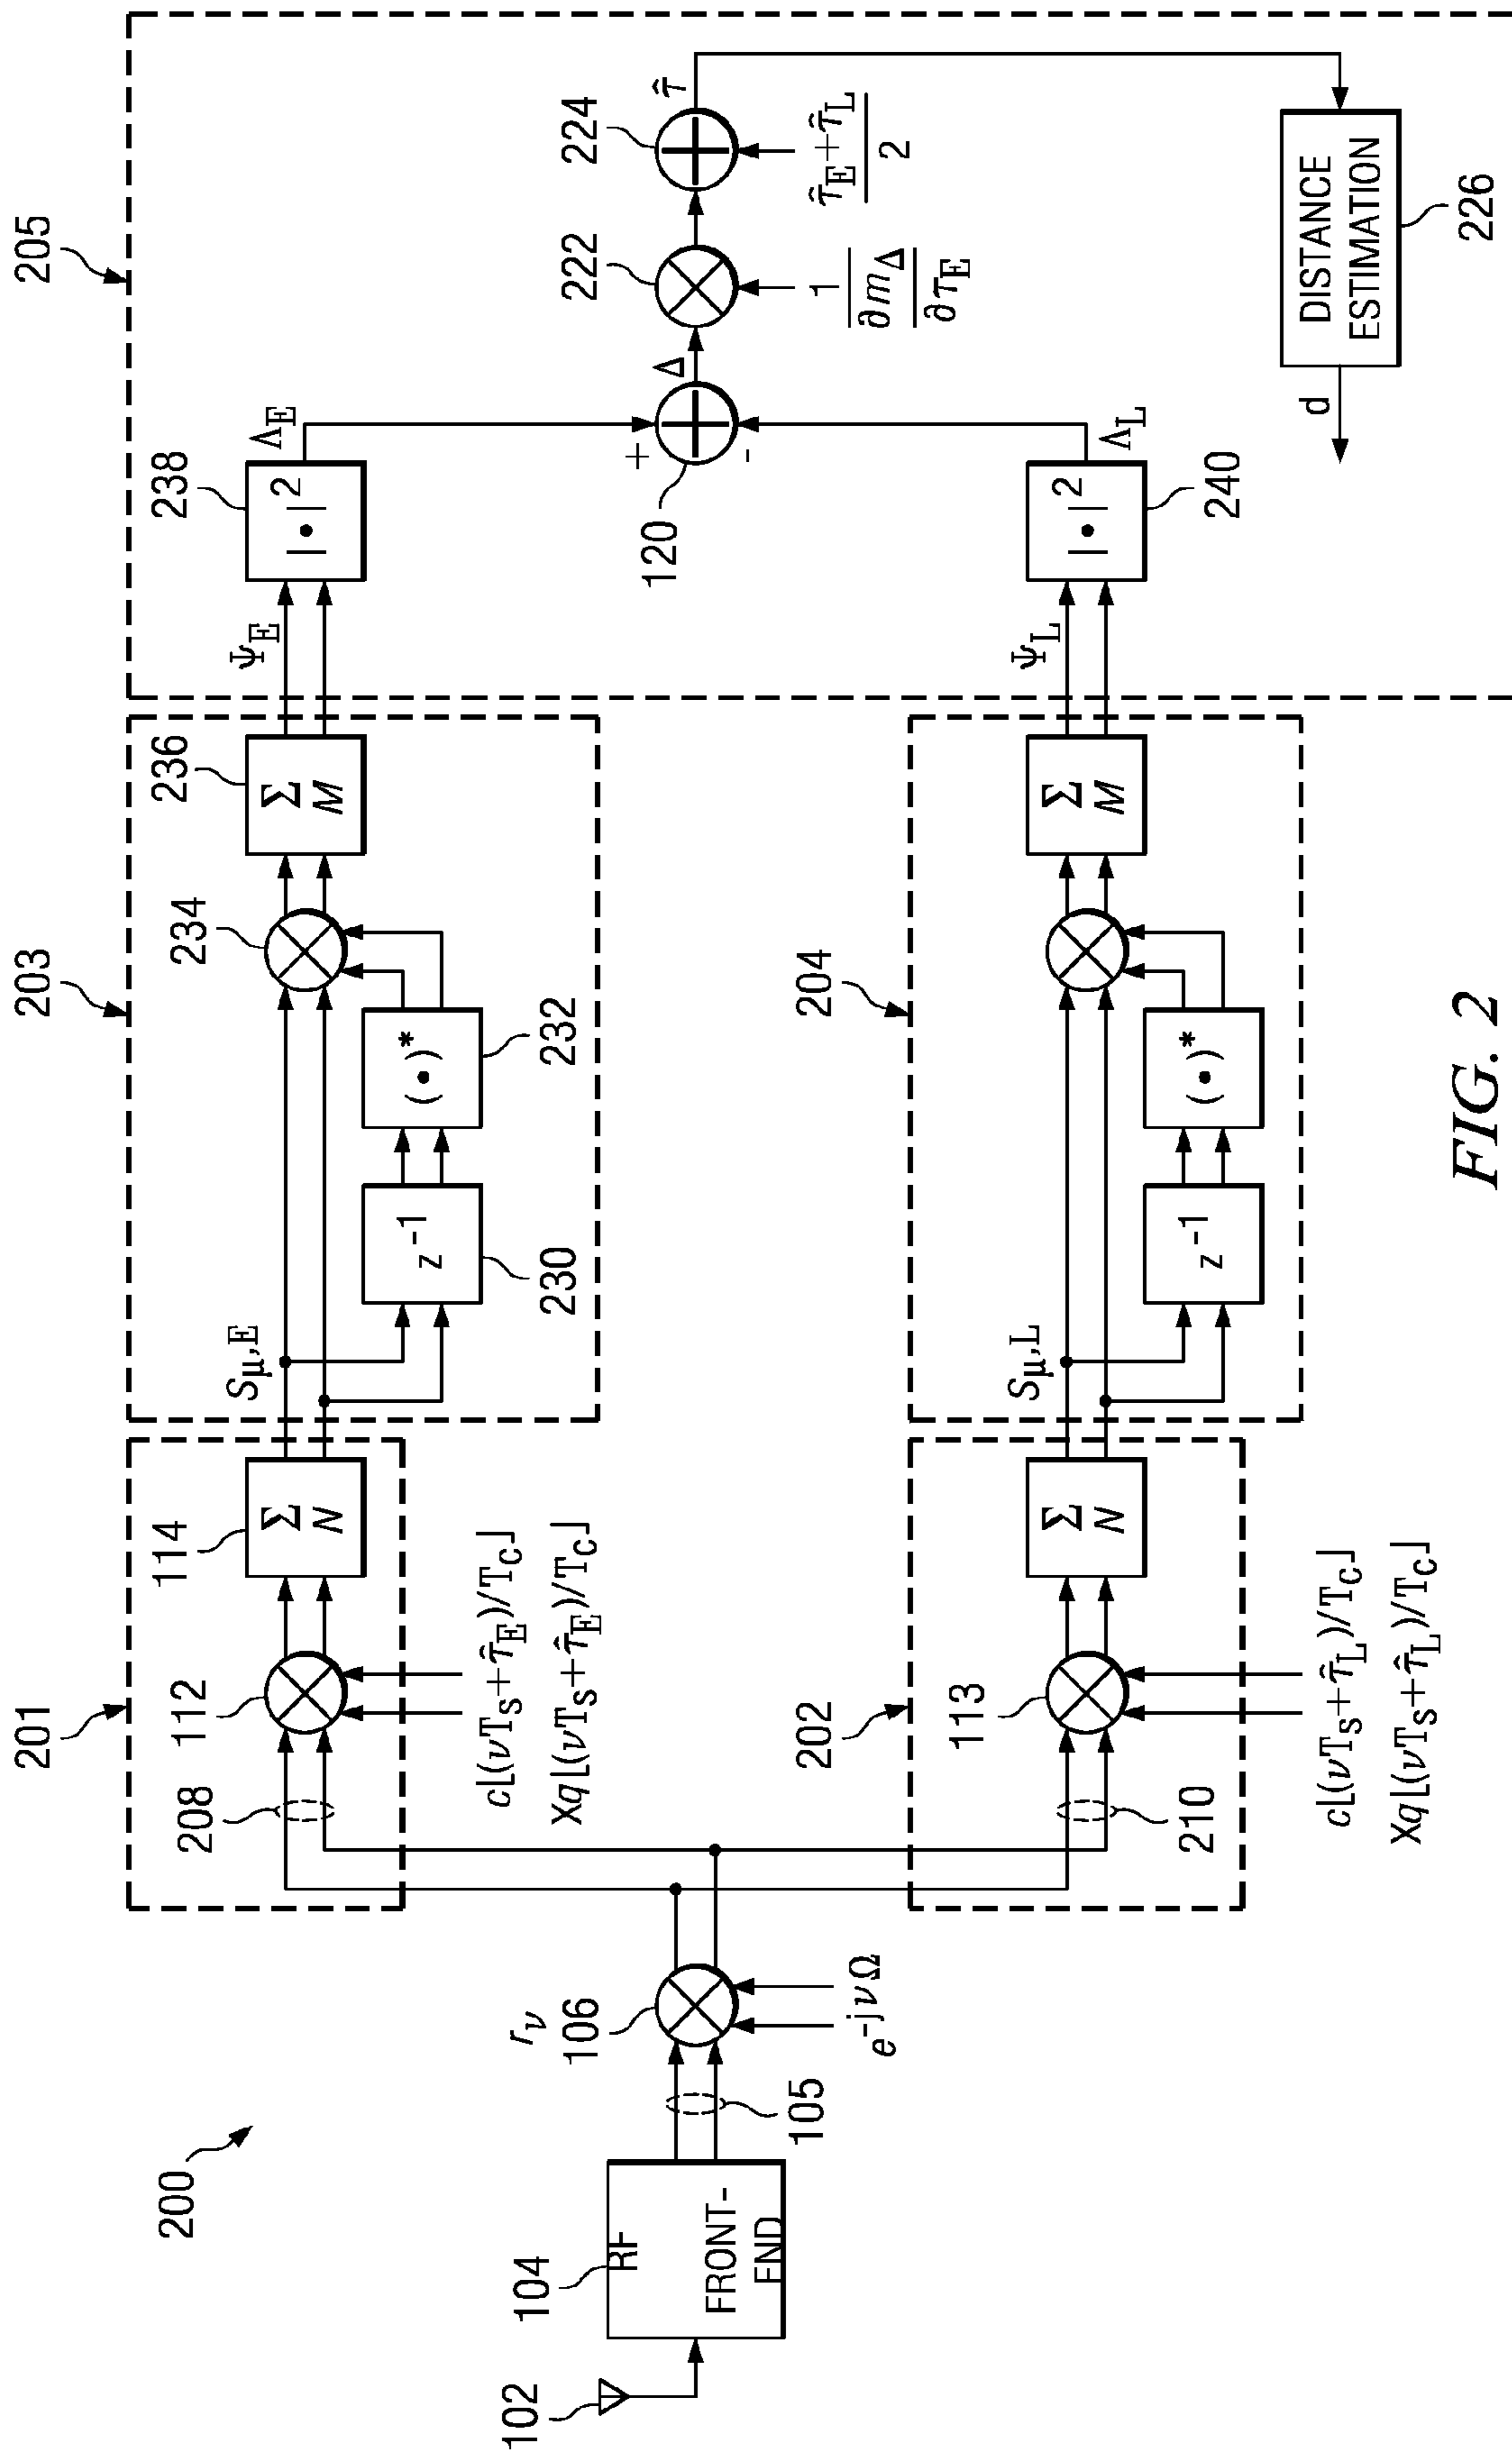 200
102
104
RF
FRONT-
END
105
r_ν
106
e^{-jνΩ}
201
208
112
114
Σ
N
c⌊(νT_s+τ̂_E)/T_c⌋
Xq⌊(νT_s+τ̂_E)/T_c⌋
202
210
113
Σ
N
c⌊(νT_s+τ̂_L)/T_c⌋
Xq⌊(νT_s+τ̂_L)/T_c⌋
203
S_{μ,E}
z^{-1}
230
(•)*
232
234
236
Σ
M
204
S_{μ,L}
z^{-1}
(•)*
Σ
M
205
Ψ_E
238
|•|^2
Λ_E
Ψ_L
240
|•|^2
Λ_L
+
-
120
Δ
222
1
∂m_Δ
∂τ_E
224
τ̂_E+τ̂_L
2
τ̂
DISTANCE
ESTIMATION
226
d
FIG. 2